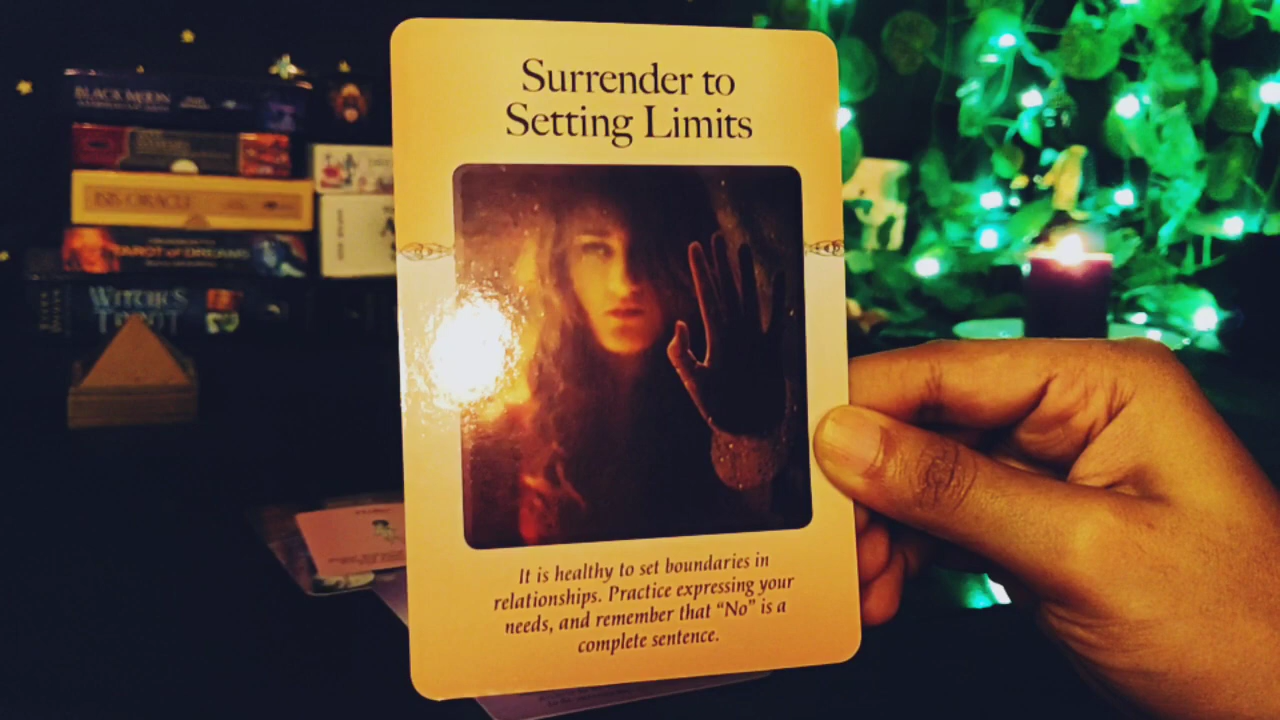 Surrender to
Setting Limits
It is healthy to set boundaries in
relationships. Practice expressing your
needs, and remember that “No” is a
complete sentence.
BLACK MOON
ISIS ORACLE
TAROT OF DREAMS
WITCHES
TAROT